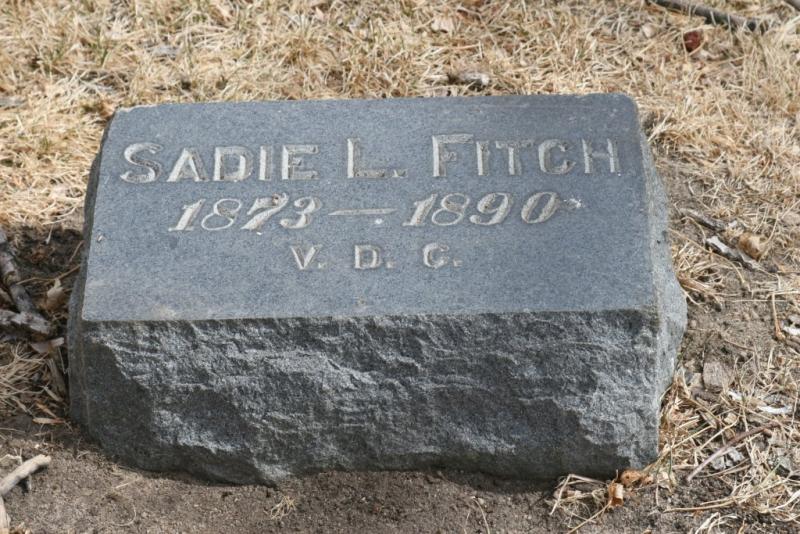 SADIE L. FITCH
1873—1890
V. D. C.